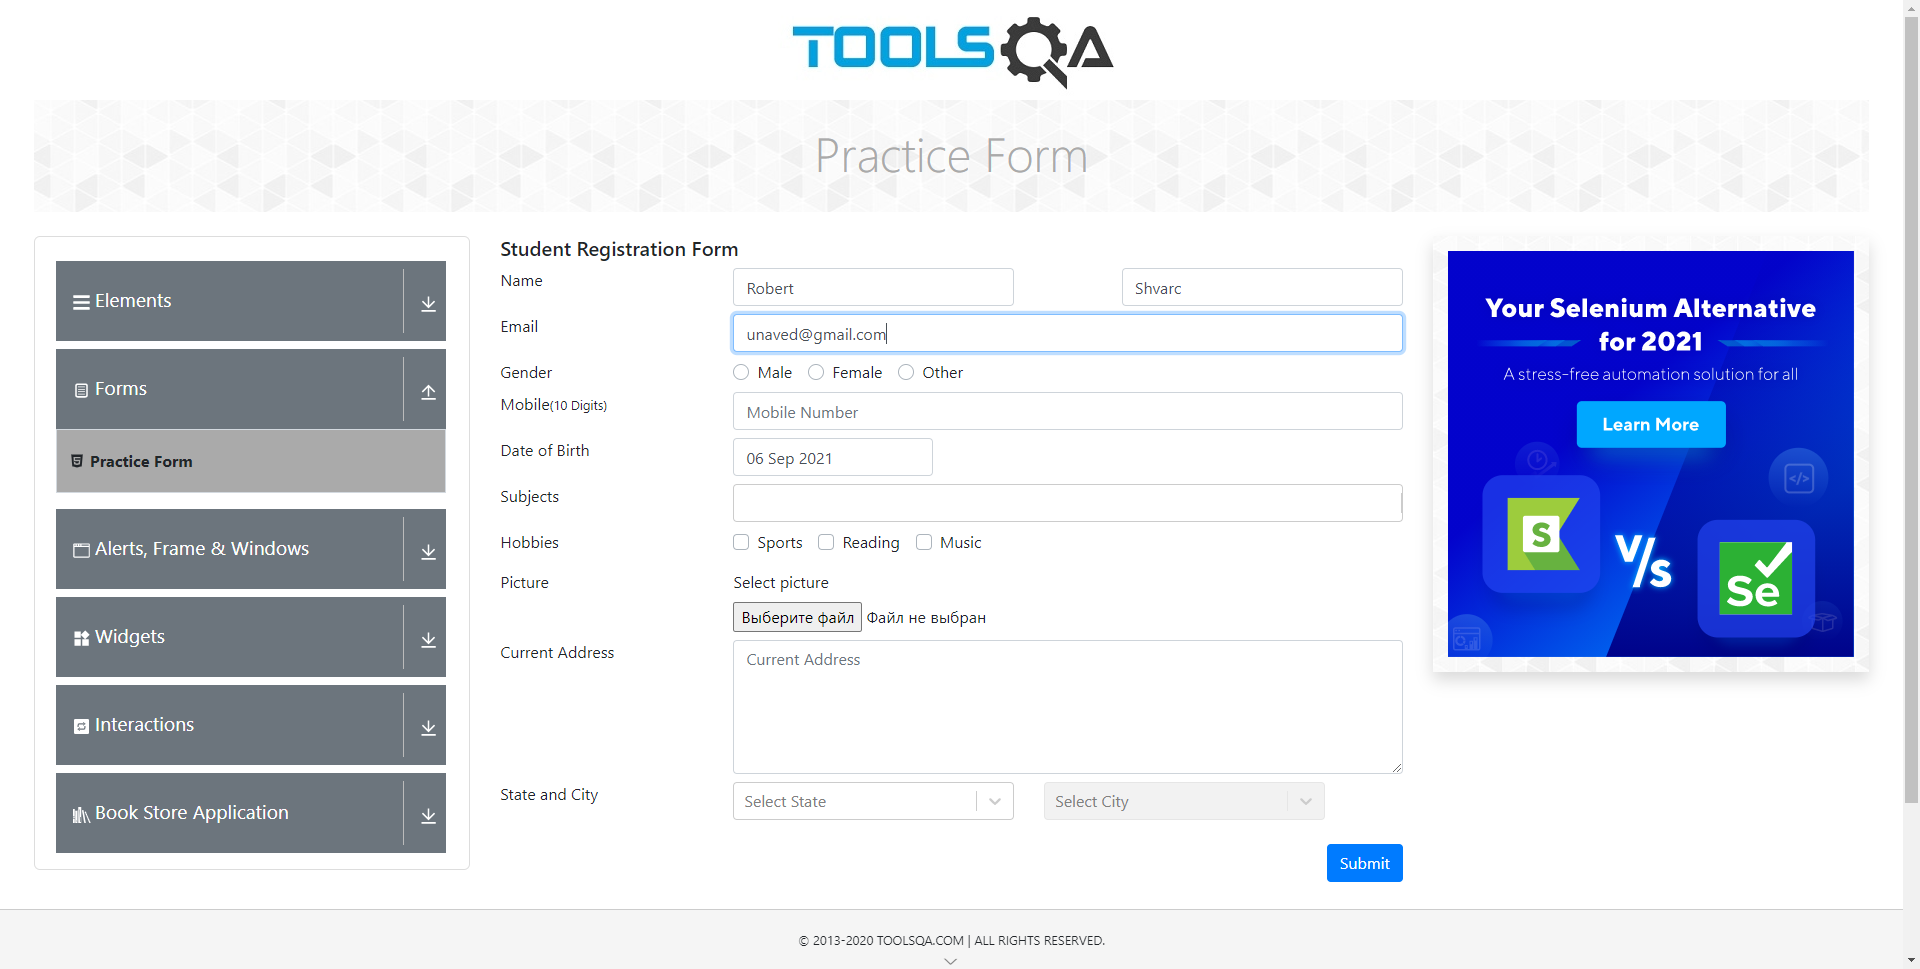 TOOLSQA
Practice Form
Elements
Forms
Practice Form
Alerts, Frame & Windows
Widgets
Interactions
Book Store Application
Student Registration Form
Name Robert Shvarc
Email unaved@gmail.com
Gender Male Female Other
Mobile(10 Digits) Mobile Number
Date of Birth 06 Sep 2021
Subjects
Hobbies Sports Reading Music
Picture Select picture
Выберите файл Файл не выбран
Current Address Current Address
State and City Select State Select City
Submit
Your Selenium Alternative
for 2021
A stress-free automation solution for all
Learn More
S
V/s
Se
</>
© 2013-2020 TOOLSQA.COM | ALL RIGHTS RESERVED.